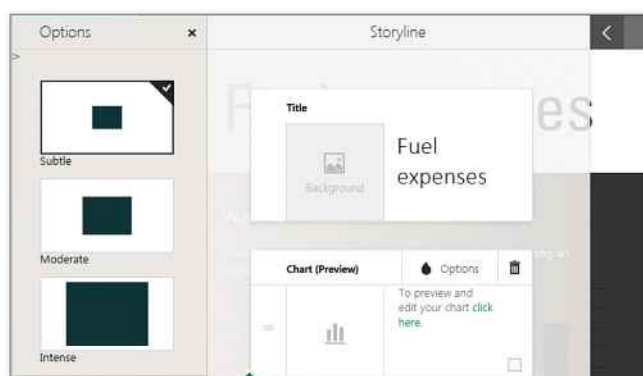 Options ×
Storyline
<
>
Subtle
Moderate
Intense
Title
Background
Fuel
expenses
es
Chart (Preview)
Options
To preview and
edit your chart click
here.